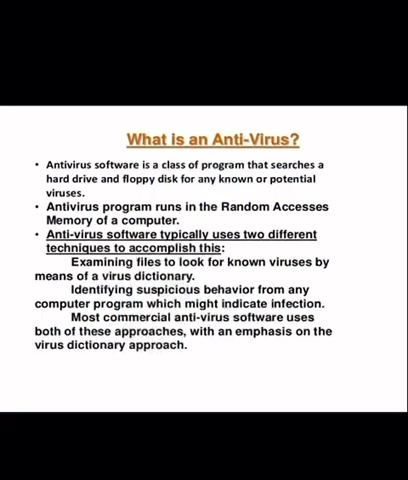 What is an Anti-Virus?
• Antivirus software is a class of program that searches a
hard drive and floppy disk for any known or potential
viruses.
• Antivirus program runs in the Random Accesses
Memory of a computer.
• Anti-virus software typically uses two different
techniques to accomplish this:
Examining files to look for known viruses by
means of a virus dictionary.
Identifying suspicious behavior from any
computer program which might indicate infection.
Most commercial anti-virus software uses
both of these approaches, with an emphasis on the
virus dictionary approach.